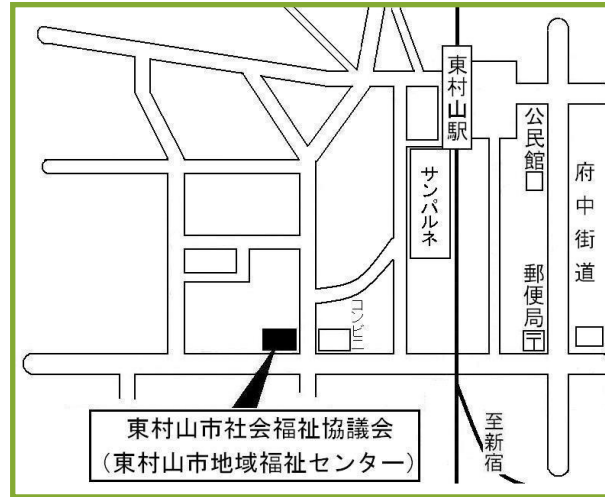 東村山駅
公民館
サンパルネ
府中街道
郵便局
〒
コンビニ
至新宿
東村山市社会福祉協議会
（東村山市地域福祉センター）